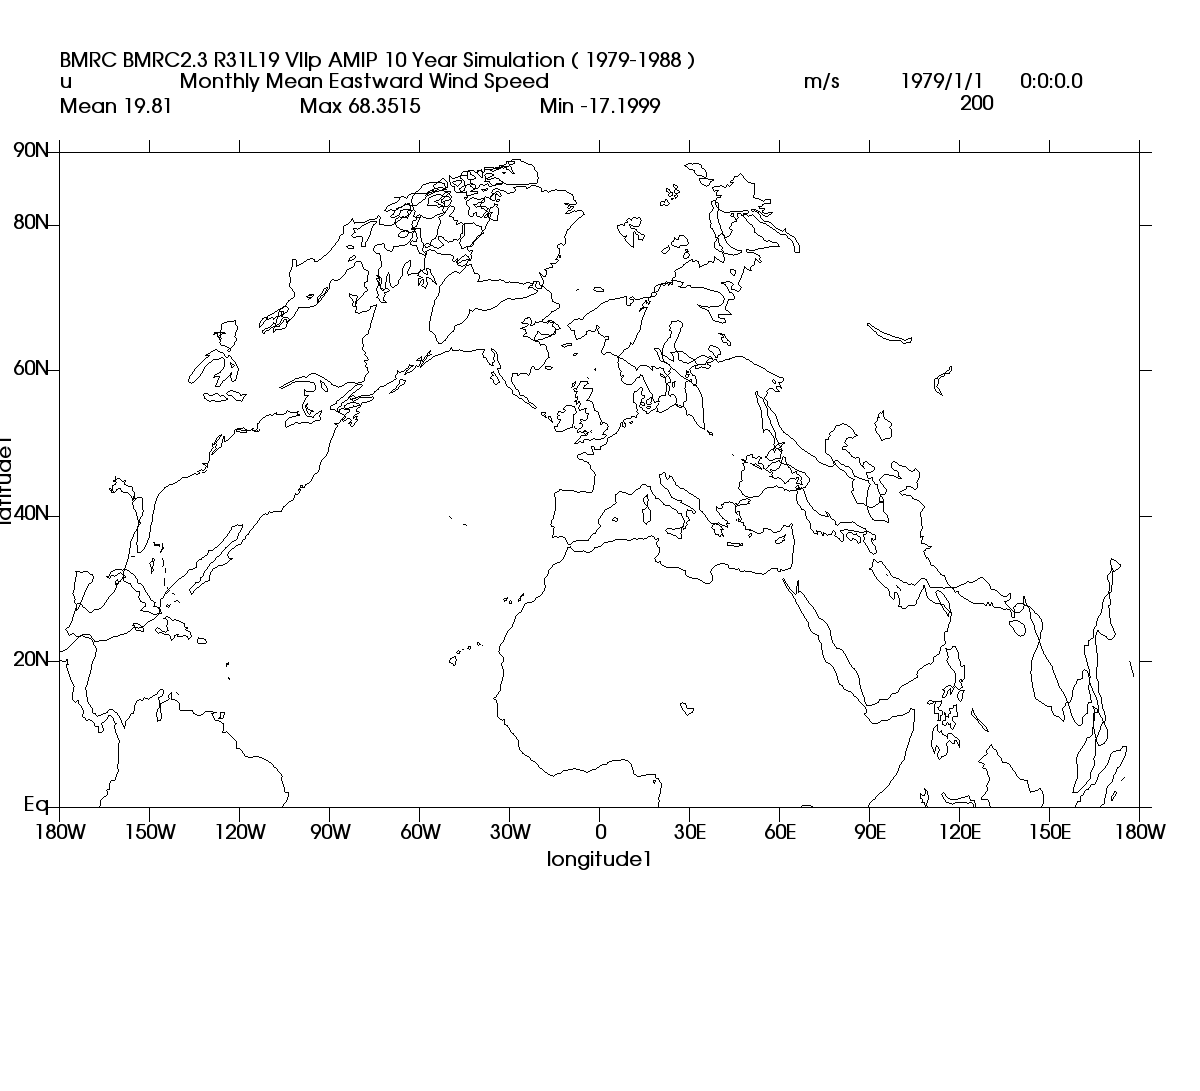 BMRC BMRC2.3 R31L19 VIIp AMIP 10 Year Simulation ( 1979-1988 )
u Monthly Mean Eastward Wind Speed m/s 1979/1/1 0:0:0.0
Mean 19.81 Max 68.3515 Min -17.1999 200
90N
80N
60N
latitude1
40N
20N
Eq
180W 150W 120W 90W 60W 30W 0 30E 60E 90E 120E 150E 180W
longitude1